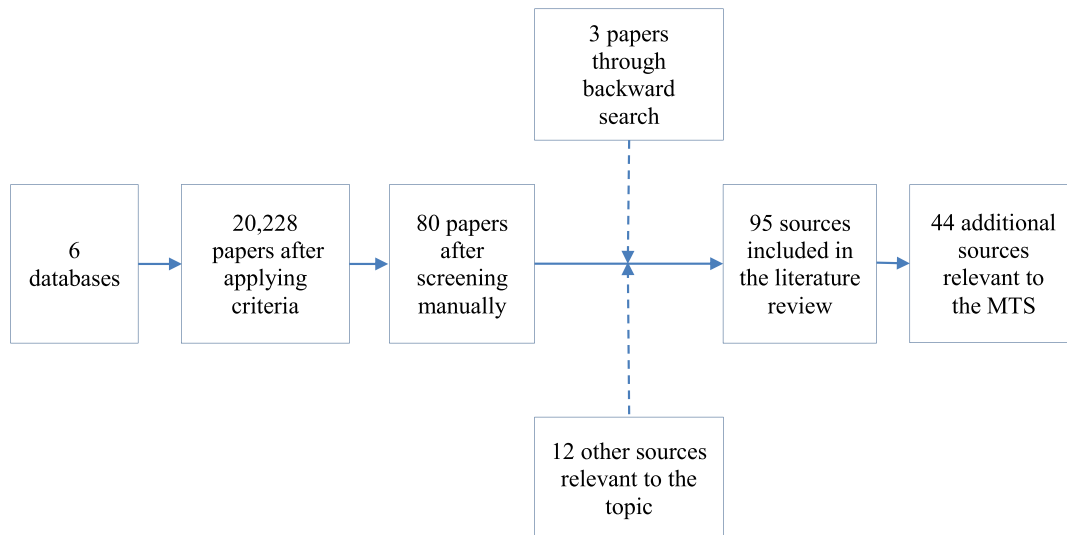 3 papers
through
backward
search
6
databases
20,228
papers after
applying
criteria
80 papers
after
screening
manually
95 sources
included in
the literature
review
44 additional
sources
relevant to
the MTS
12 other sources
relevant to the
topic